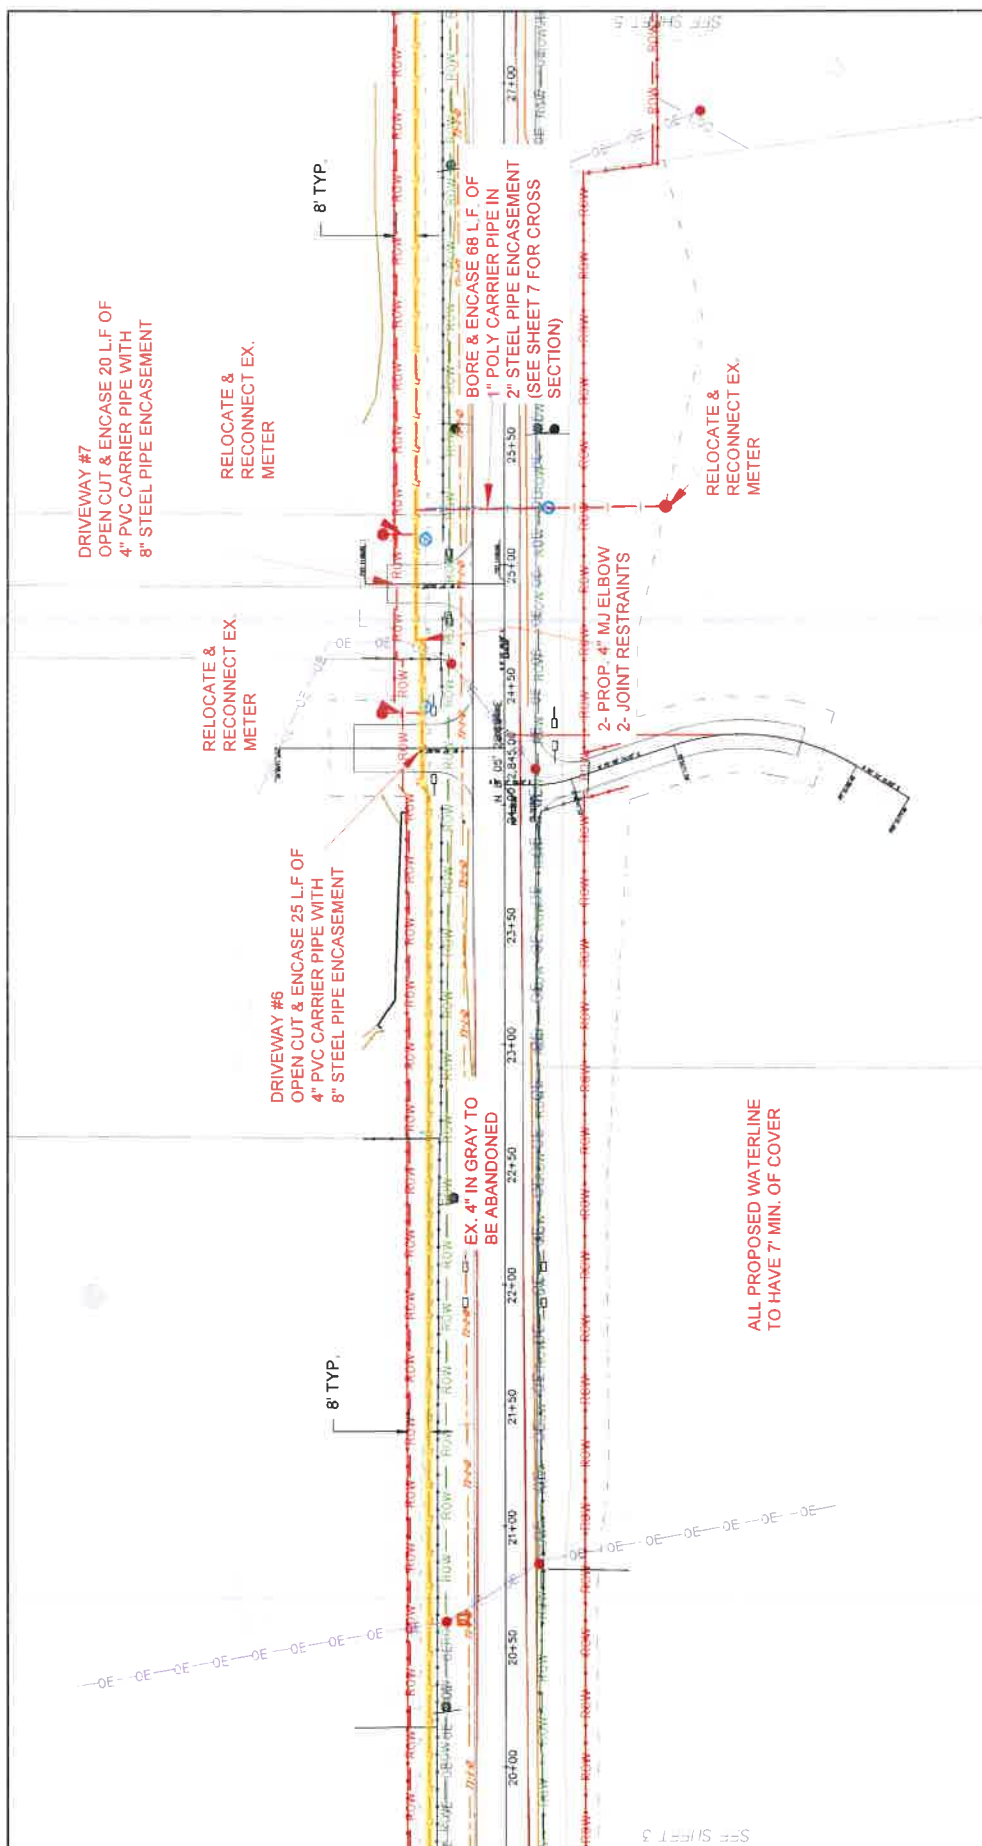 DRIVEWAY #7
OPEN CUT & ENCASE 20 L.F OF
4" PVC CARRIER PIPE WITH
8" STEEL PIPE ENCASEMENT
RELOCATE &
RECONNECT EX.
METER
8' TYP.
RELOCATE &
RECONNECT EX.
METER
DRIVEWAY #6
OPEN CUT & ENCASE 25 L.F OF
4" PVC CARRIER PIPE WITH
8" STEEL PIPE ENCASEMENT
8' TYP.
BORE & ENCASE 68 L.F. OF
1" POLY CARRIER PIPE IN
2" STEEL PIPE ENCASEMENT
(SEE SHEET 7 FOR CROSS
SECTION)
EX. 4" IN GRAY TO
BE ABANDONED
20+00
20+50
21+00
21+50
22+00
22+50
23+00
23+50
24+50
25+00
25+50
27+00
2- PROP. 4" MJ ELBOW
2- JOINT RESTRAINTS
RELOCATE &
RECONNECT EX.
METER
ALL PROPOSED WATERLINE
TO HAVE 7' MIN. OF COVER
SEE SHEET 3
SEE SHEET 5
ROW
OE